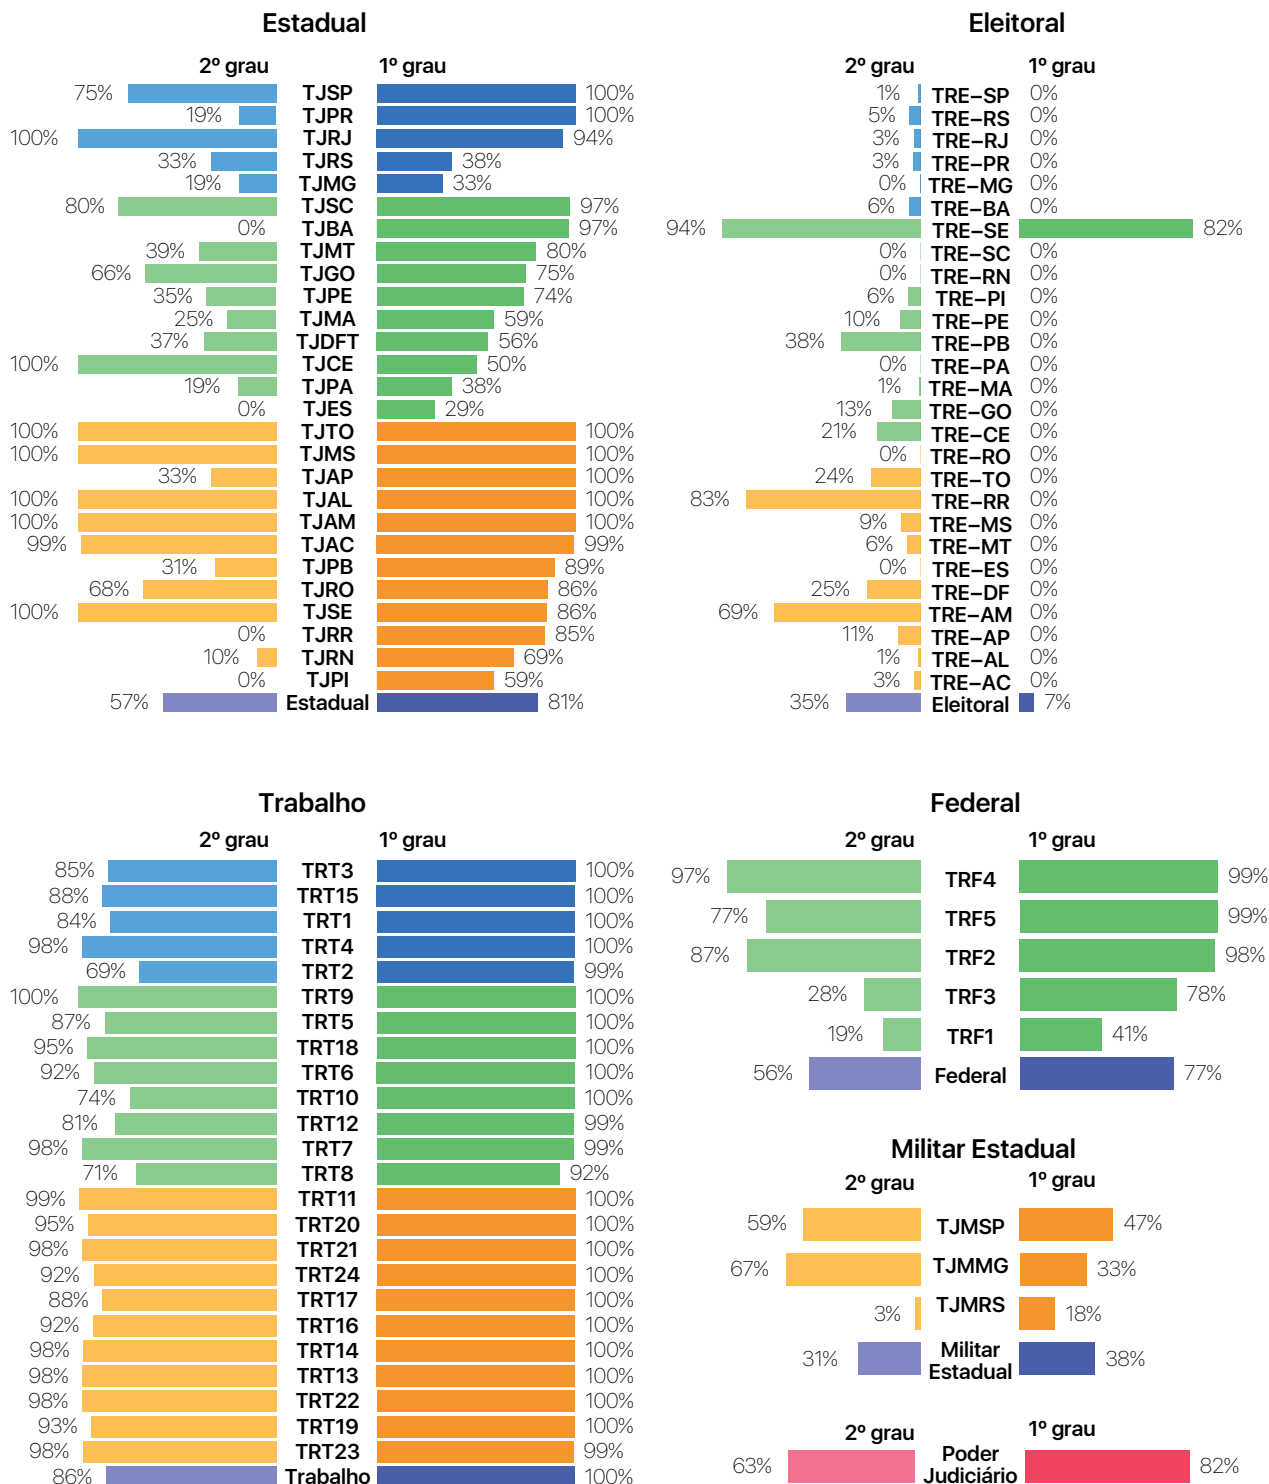 Estadual
2º grau 1º grau
75% TJSP 100%
19% TJPR 100%
100% TJRJ 94%
33% TJRS 38%
19% TJMG 33%
80% TJSC 97%
0% TJBA 97%
39% TJMT 80%
66% TJGO 75%
35% TJPE 74%
25% TJMA 59%
37% TJDFT 56%
100% TJCE 50%
19% TJPA 38%
0% TJES 29%
100% TJTO 100%
100% TJMS 100%
33% TJAP 100%
100% TJAL 100%
100% TJAM 100%
99% TJAC 99%
31% TJPB 89%
68% TJRO 86%
100% TJSE 86%
0% TJRR 85%
10% TJRN 69%
0% TJPI 59%
57% Estadual 81%
Eleitoral
2º grau 1º grau
1% TRE–SP 0%
5% TRE–RS 0%
3% TRE–RJ 0%
3% TRE–PR 0%
0% TRE–MG 0%
6% TRE–BA 0%
94% TRE–SE 82%
0% TRE–SC 0%
0% TRE–RN 0%
6% TRE–PI 0%
10% TRE–PE 0%
38% TRE–PB 0%
0% TRE–PA 0%
1% TRE–MA 0%
13% TRE–GO 0%
21% TRE–CE 0%
0% TRE–RO 0%
24% TRE–TO 0%
83% TRE–RR 0%
9% TRE–MS 0%
6% TRE–MT 0%
0% TRE–ES 0%
25% TRE–DF 0%
69% TRE–AM 0%
11% TRE–AP 0%
1% TRE–AL 0%
3% TRE–AC 0%
35% Eleitoral 7%
Trabalho
2º grau 1º grau
85% TRT3 100%
88% TRT15 100%
84% TRT1 100%
98% TRT4 100%
69% TRT2 99%
100% TRT9 100%
87% TRT5 100%
95% TRT18 100%
92% TRT6 100%
74% TRT10 100%
81% TRT12 99%
98% TRT7 99%
71% TRT8 92%
99% TRT11 100%
95% TRT20 100%
98% TRT21 100%
92% TRT24 100%
88% TRT17 100%
92% TRT16 100%
98% TRT14 100%
98% TRT13 100%
98% TRT22 100%
93% TRT19 100%
98% TRT23 99%
86% Trabalho 100%
Federal
2º grau 1º grau
97% TRF4 99%
77% TRF5 99%
87% TRF2 98%
28% TRF3 78%
19% TRF1 41%
56% Federal 77%
Militar Estadual
2º grau 1º grau
59% TJMSP 47%
67% TJMMG 33%
3% TJMRS 18%
31% Militar 38%
Estadual
2º grau 1º grau
63% Poder 82%
Judiciário